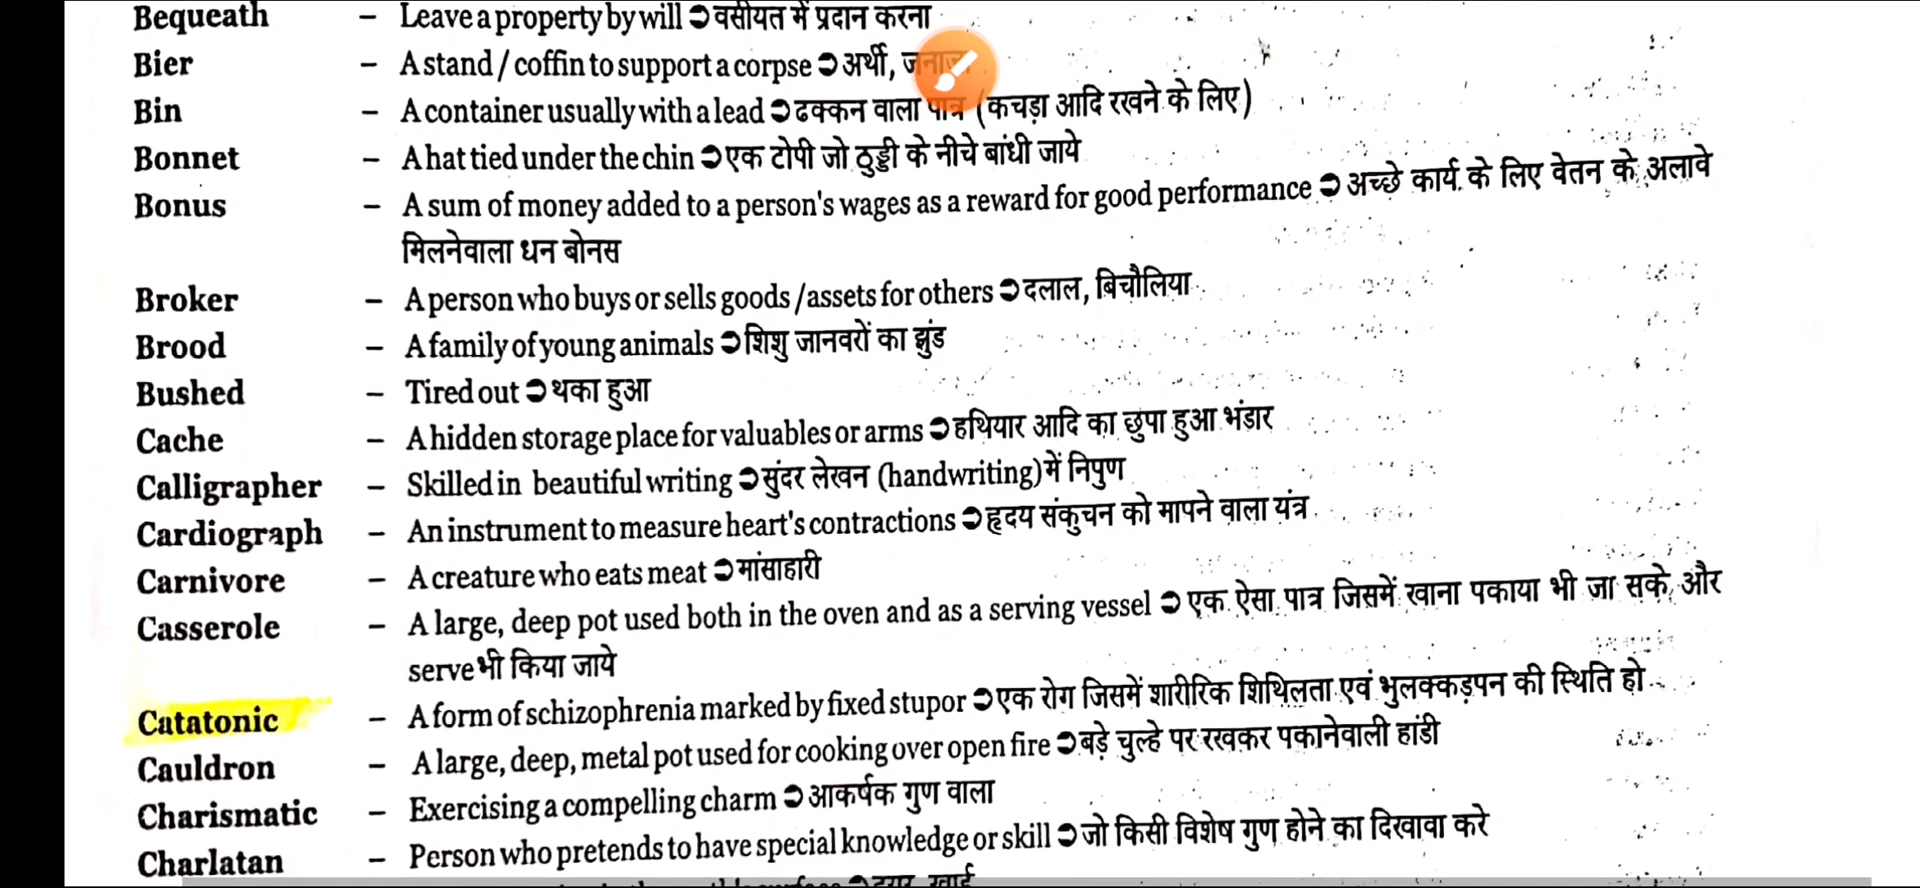 Bequeath – Leave a property by will ➲ वसीयत में प्रदान करना
Bier – A stand / coffin to support a corpse ➲ अर्थी, जनाजा
Bin – A container usually with a lead ➲ ढक्कन वाला पात्र (कचड़ा आदि रखने के लिए)
Bonnet – A hat tied under the chin ➲ एक टोपी जो ठुड्डी के नीचे बांधी जाये
Bonus – A sum of money added to a person's wages as a reward for good performance ➲ अच्छे कार्य के लिए वेतन के अलावे
मिलनेवाला धन बोनस
Broker – A person who buys or sells goods /assets for others ➲ दलाल, बिचौलिया
Brood – A family of young animals ➲ शिशु जानवरों का झुंड
Bushed – Tired out ➲ थका हुआ
Cache – A hidden storage place for valuables or arms ➲ हथियार आदि का छुपा हुआ भंडार
Calligrapher – Skilled in beautiful writing ➲ सुंदर लेखन (handwriting) में निपुण
Cardiograph – An instrument to measure heart's contractions ➲ हृदय संकुचन को मापने वाला यंत्र
Carnivore – A creature who eats meat ➲ मांसाहारी
Casserole – A large, deep pot used both in the oven and as a serving vessel ➲ एक ऐसा पात्र जिसमें खाना पकाया भी जा सके और
serve भी किया जाये
Catatonic – A form of schizophrenia marked by fixed stupor ➲ एक रोग जिसमें शारीरिक शिथिलता एवं भुलक्कड़पन की स्थिति हो
Cauldron – A large, deep, metal pot used for cooking over open fire ➲ बड़े चुल्हे पर रखकर पकानेवाली हांडी
Charismatic – Exercising a compelling charm ➲ आकर्षक गुण वाला
Charlatan – Person who pretends to have special knowledge or skill ➲ जो किसी विशेष गुण होने का दिखावा करे